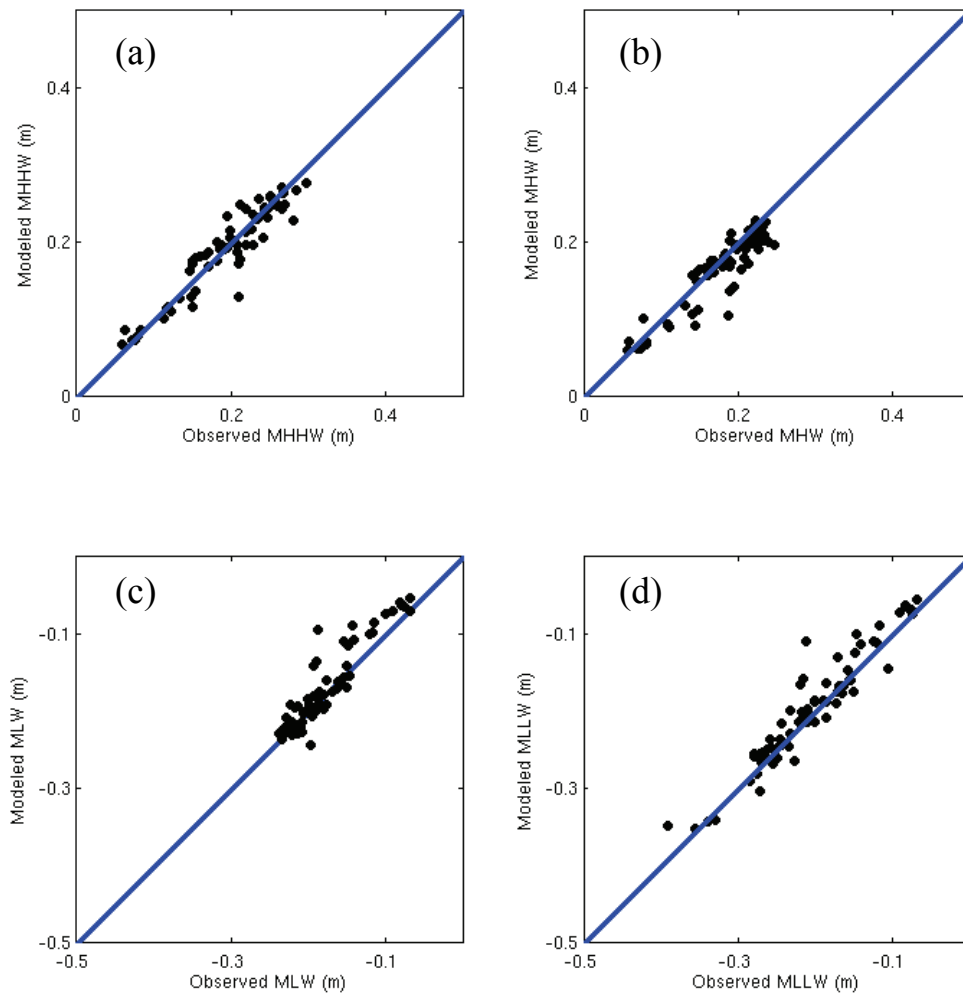 (a)
0.4
0.2
0
0
0.2
0.4
Modeled MHHW (m)
Observed MHHW (m)
(b)
0.4
0.2
0
0
0.2
0.4
Modeled MHW (m)
Observed MHW (m)
(c)
-0.1
-0.3
-0.5
-0.5
-0.3
-0.1
Modeled MLW (m)
Observed MLW (m)
(d)
-0.1
-0.3
-0.5
-0.5
-0.3
-0.1
Modeled MLLW (m)
Observed MLLW (m)